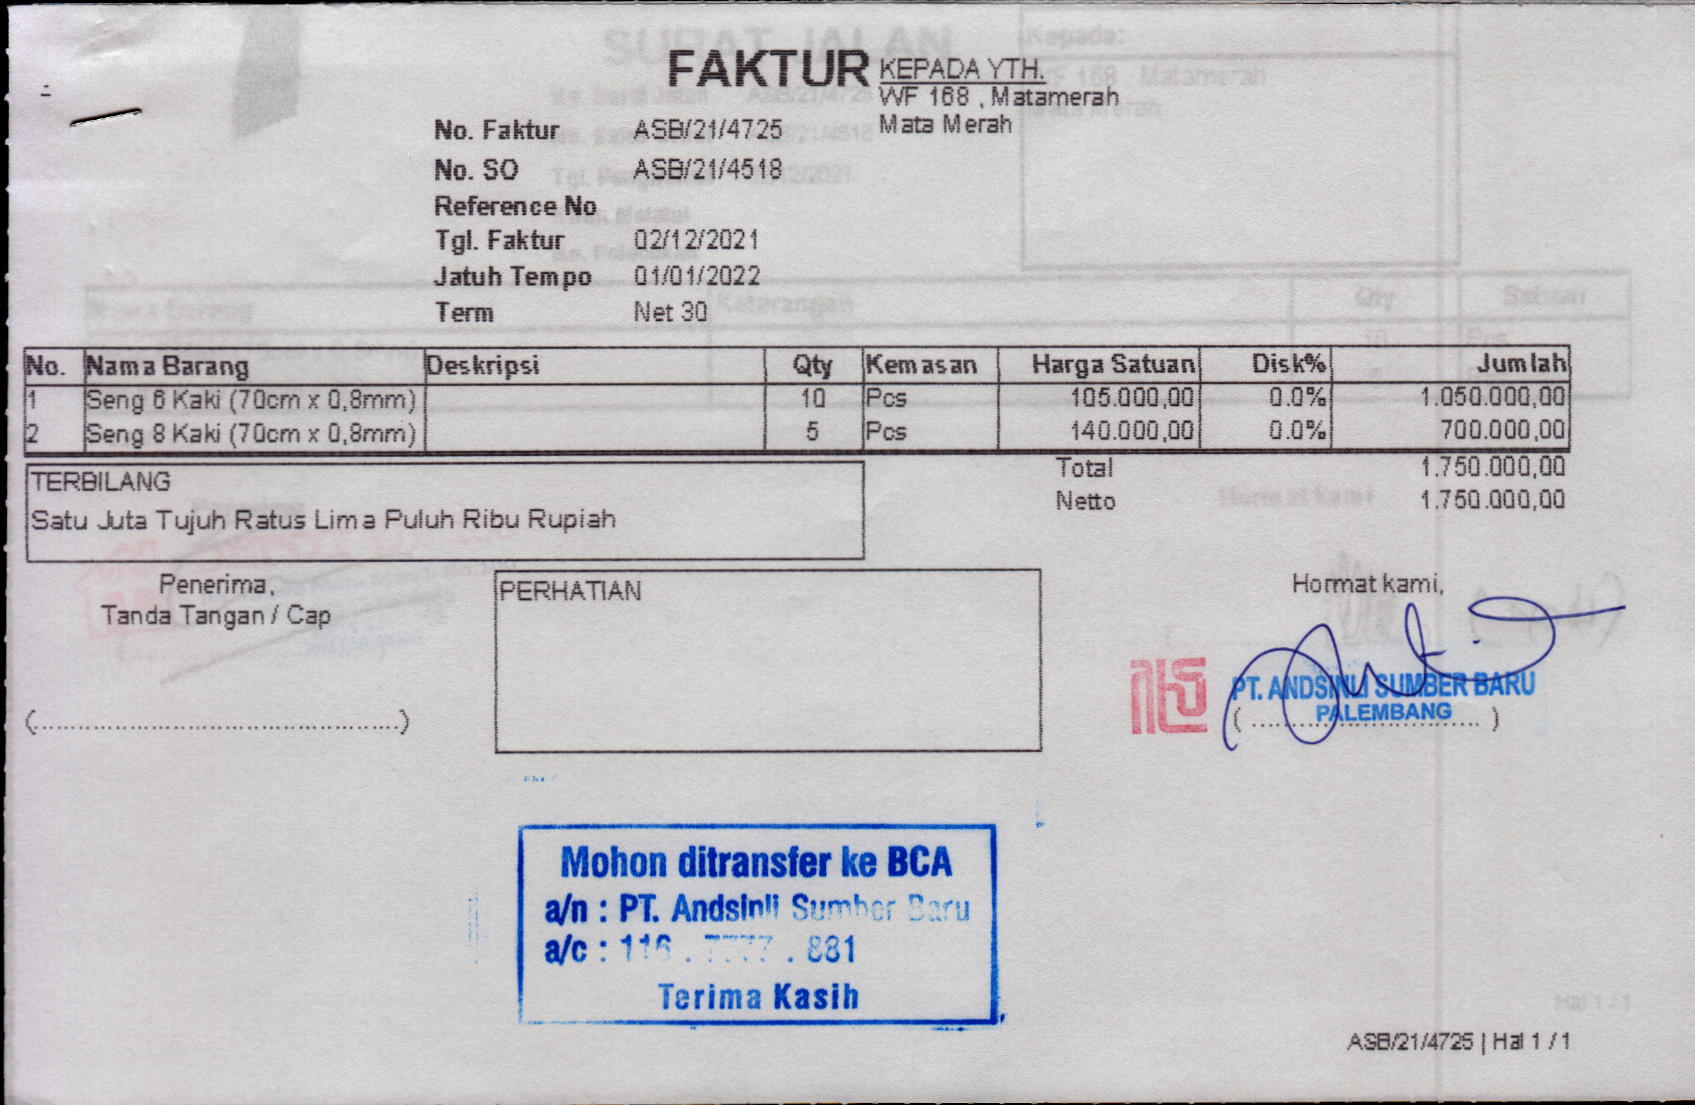 FAKTUR
KEPADA YTH.
WF 168 , Matamerah
Mata Merah
No. Faktur ASB/21/4725
No. SO ASB/21/4518
Reference No
Tgl. Faktur 02/12/2021
Jatuh Tempo 01/01/2022
Term Net 30
No. Nama Barang Deskripsi Qty Kemasan Harga Satuan Disk% Jumlah
1 Seng 6 Kaki (70cm x 0,8mm) 10 Pcs 105.000,00 0.0% 1.050.000,00
2 Seng 8 Kaki (70cm x 0,8mm) 5 Pcs 140.000,00 0.0% 700.000,00
Total 1.750.000,00
Netto 1.750.000,00
TERBILANG
Satu Juta Tujuh Ratus Lima Puluh Ribu Rupiah
Penerima,
Tanda Tangan / Cap
(..................................................)
PERHATIAN
Hormat kami,
PT. ANDSINLI SUMBER BARU
PALEMBANG
( ................................ )
Mohon ditransfer ke BCA
a/n : PT. Andsinli Sumber Baru
a/c : 116 . 7777 . 881
Terima Kasih
ASB/21/4725 | Hal 1 / 1